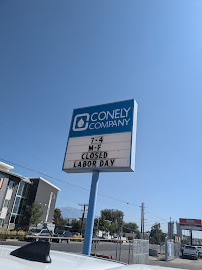 CONELY
COMPANY
7-4
M-F
CLOSED
LABOR DAY